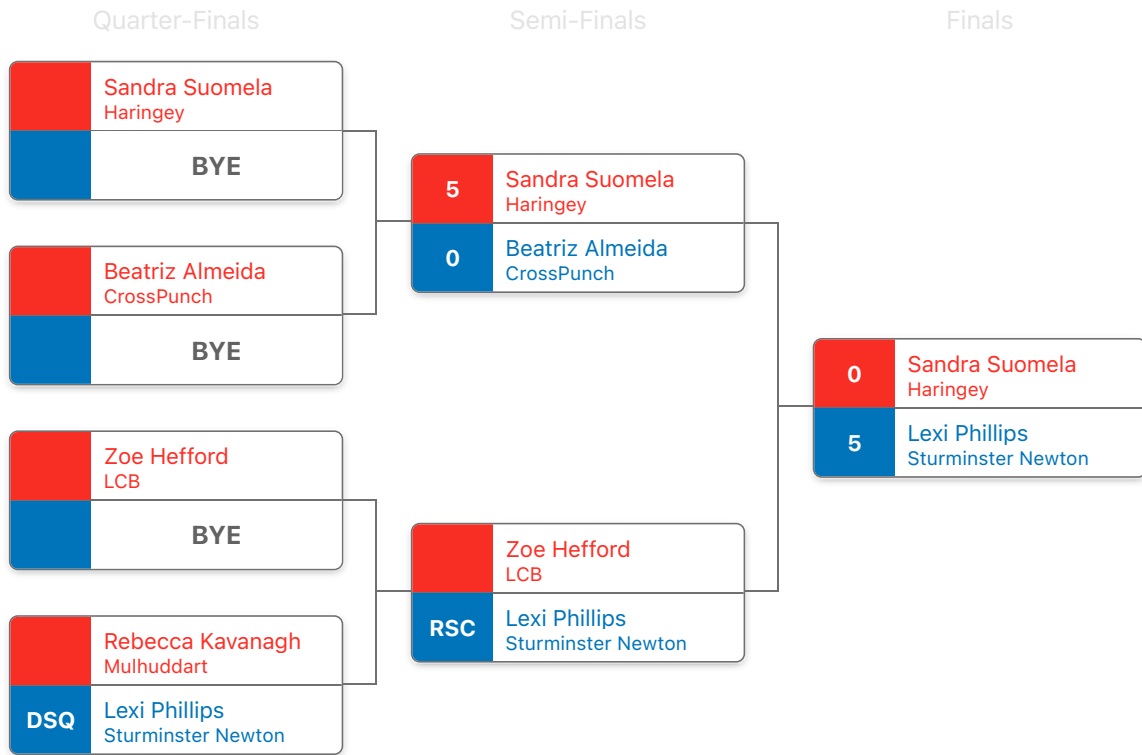 Quarter-Finals
Semi-Finals
Finals
Sandra Suomela
Haringey
BYE
Beatriz Almeida
CrossPunch
BYE
Zoe Hefford
LCB
BYE
Rebecca Kavanagh
Mulhuddart
DSQ
Lexi Phillips
Sturminster Newton
5
Sandra Suomela
Haringey
0
Beatriz Almeida
CrossPunch
Zoe Hefford
LCB
RSC
Lexi Phillips
Sturminster Newton
0
Sandra Suomela
Haringey
5
Lexi Phillips
Sturminster Newton